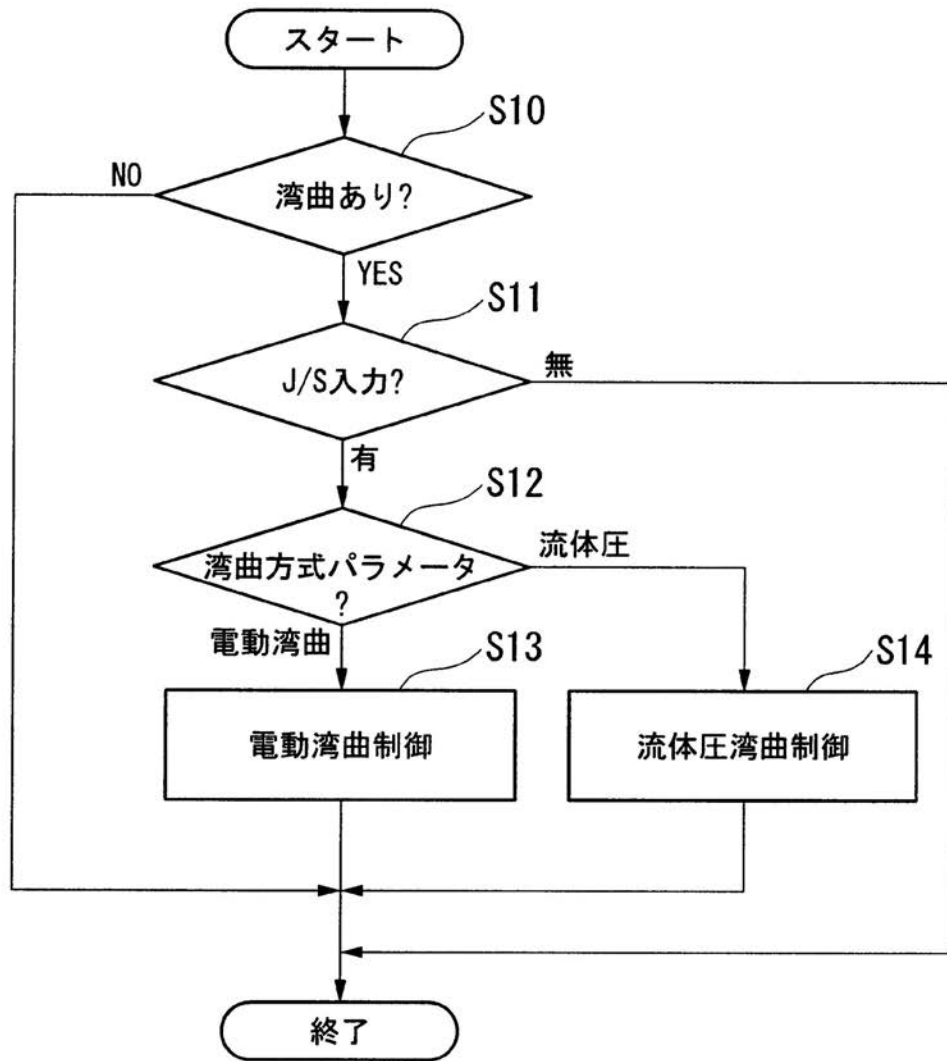 スタート
S10
NO
湾曲あり?
YES
S11
J/S入力?
無
有
S12
湾曲方式パラメータ
?
流体圧
電動湾曲
S13
S14
電動湾曲制御
流体圧湾曲制御
終了